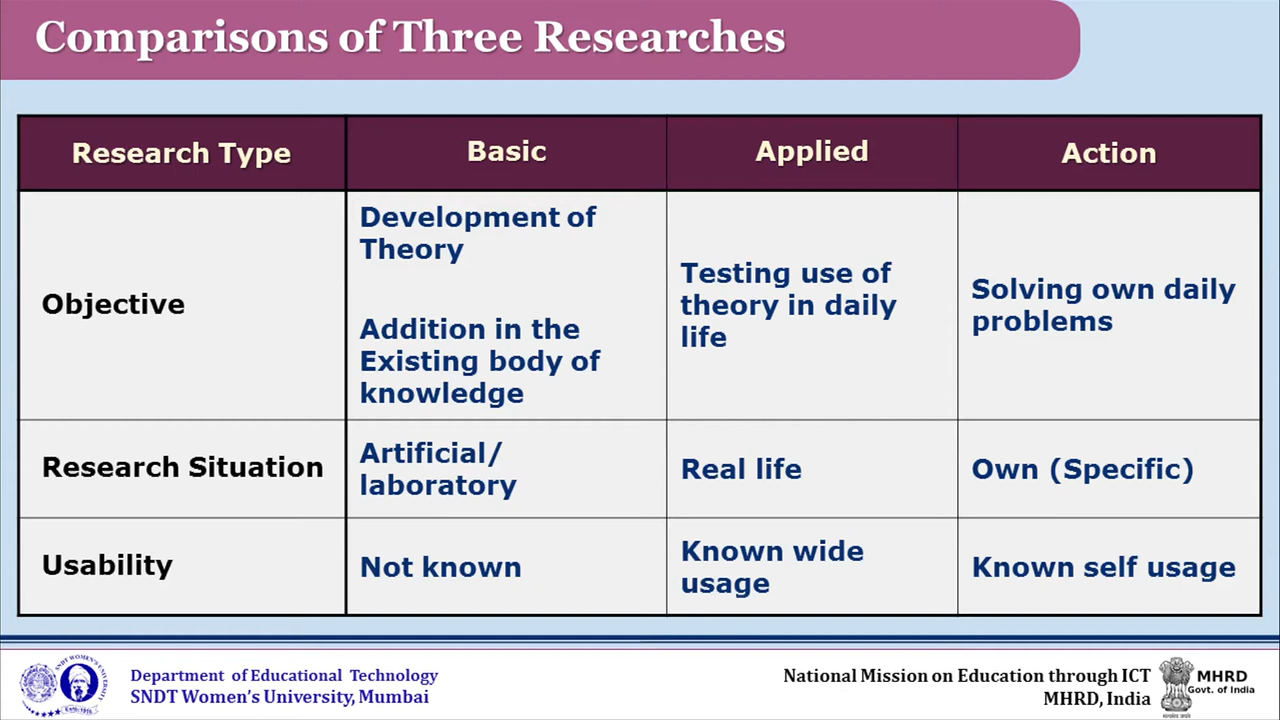 Comparisons of Three Researches
Research Type
Basic
Applied
Action
Objective
Development of
Theory
Addition in the
Existing body of
knowledge
Testing use of
theory in daily
life
Solving own daily
problems
Research Situation
Artificial/
laboratory
Real life
Own (Specific)
Usability
Not known
Known wide
usage
Known self usage
SNDT WOMEN'S UNIVERSITY
Department of Educational Technology
SNDT Women's University, Mumbai
National Mission on Education through ICT
MHRD, India
MHRD
Govt. of India